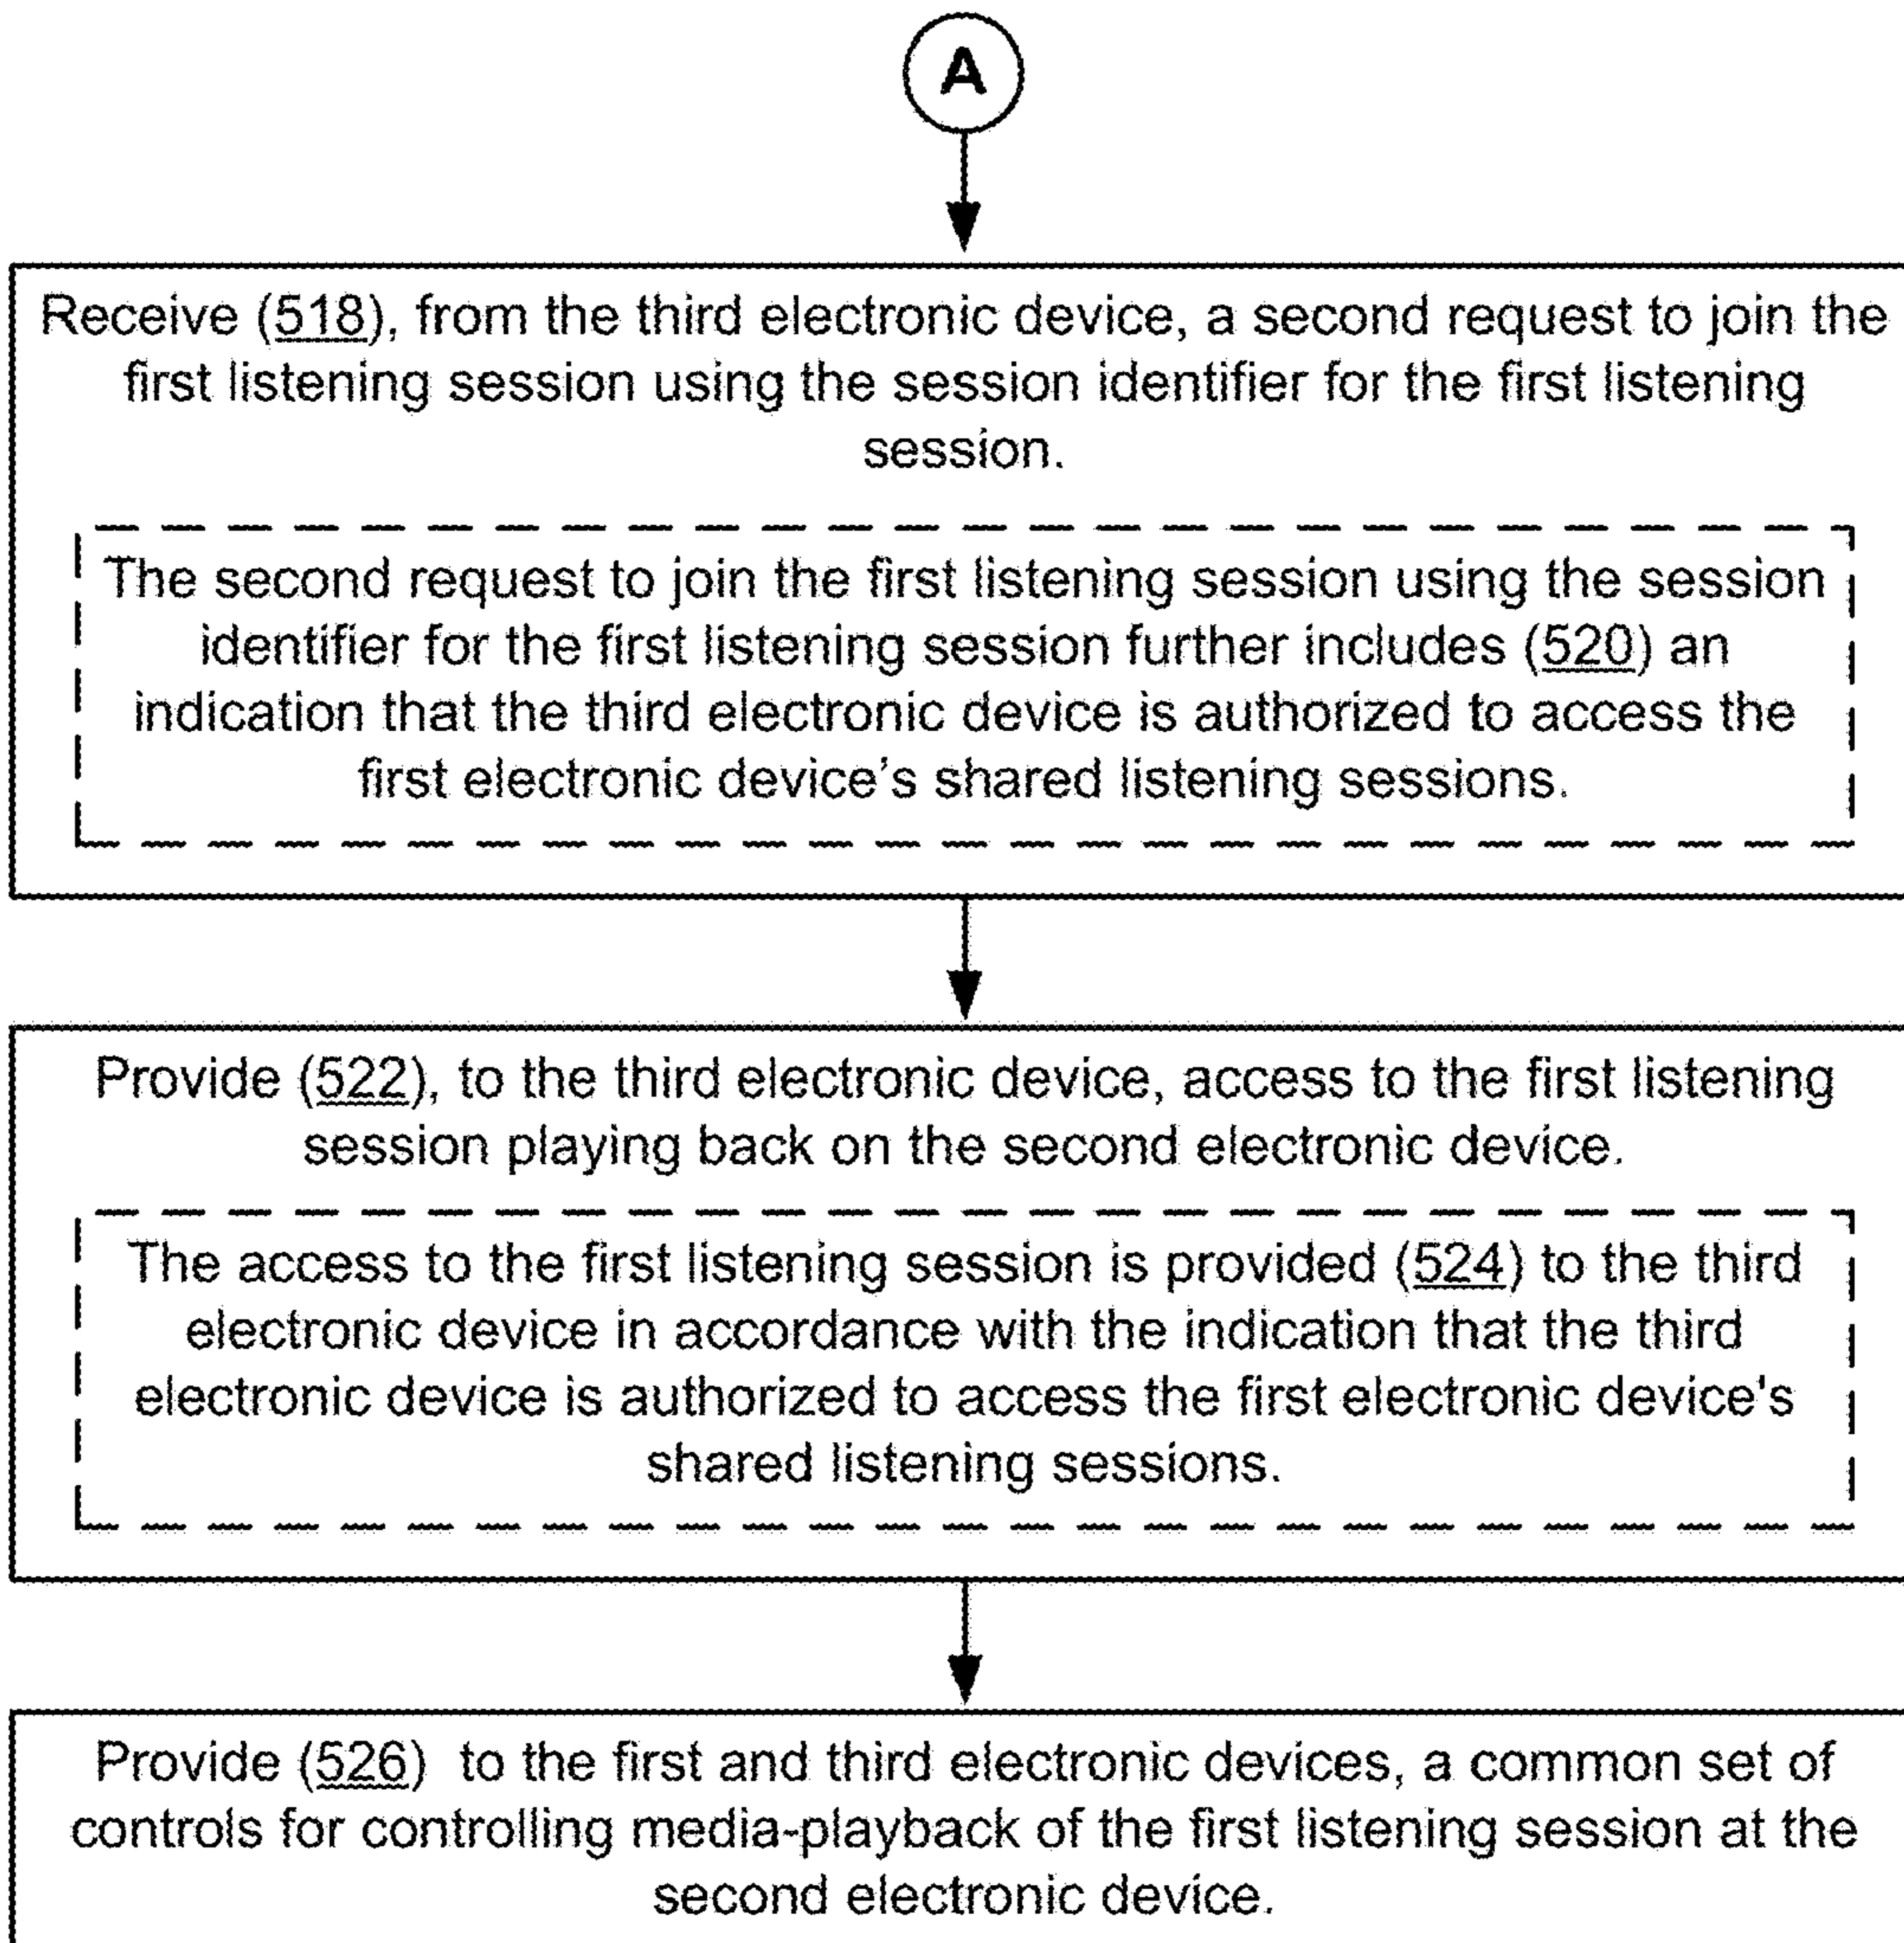 A
Receive (518), from the third electronic device, a second request to join the
first listening session using the session identifier for the first listening
session.
The second request to join the first listening session using the session
identifier for the first listening session further includes (520) an
indication that the third electronic device is authorized to access the
first electronic device’s shared listening sessions.
Provide (522), to the third electronic device, access to the first listening
session playing back on the second electronic device.
The access to the first listening session is provided (524) to the third
electronic device in accordance with the indication that the third
electronic device is authorized to access the first electronic device's
shared listening sessions.
Provide (526) to the first and third electronic devices, a common set of
controls for controlling media-playback of the first listening session at the
second electronic device.